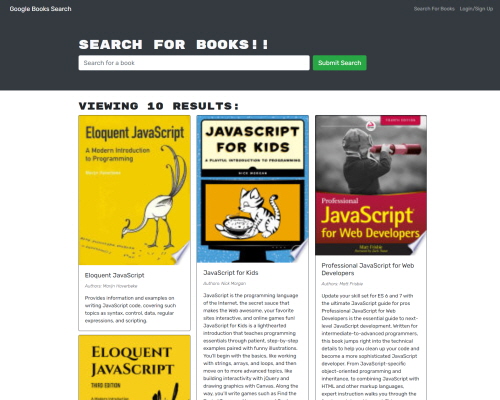 Google Books Search
Search For Books Login/Sign Up
SEARCH FOR BOOKS!!
Search for a book
Submit Search
VIEWING 10 RESULTS:
Eloquent JavaScript
A Modern Introduction
to Programming
Marijn Haverbeke
Eloquent JavaScript
Authors: Marijn Haverbeke
Provides information and examples on
writing JavaScript code, covering such
topics as syntax, control, data, regular
expressions, and scripting.
ELOQUENT
JAVASCRIPT
THIRD EDITION
JAVASCRIPT
FOR KIDS
A PLAYFUL INTRODUCTION TO PROGRAMMING
NICK MORGAN
JavaScript for Kids
Authors: Nick Morgan
JavaScript is the programming language
of the Internet, the secret sauce that
makes the Web awesome, your favorite
sites interactive, and online games fun!
JavaScript for Kids is a lighthearted
introduction that teaches programming
essentials through patient, step-by-step
examples paired with funny illustrations.
You'll begin with the basics, like working
with strings, arrays, and loops, and then
move on to more advanced topics, like
building interactivity with jQuery and
drawing graphics with Canvas. Along the
way, you'll write games such as Find the
Professional
JavaScript
for Web Developers
Matt Frisbie
Professional JavaScript for Web
Developers
Authors: Matt Frisbie
Update your skill set for ES 6 and 7 with
the ultimate JavaScript guide for pros
Professional JavaScript for Web
Developers is the essential guide to next-
level JavaScript development. Written for
intermediate-to-advanced programmers,
this book jumps right into the technical
details to help you clean up your code and
become a more sophisticated JavaScript
developer. From JavaScript-specific
object-oriented programming and
inheritance, to combining JavaScript with
HTML and other markup languages,
expert instruction walks you through the